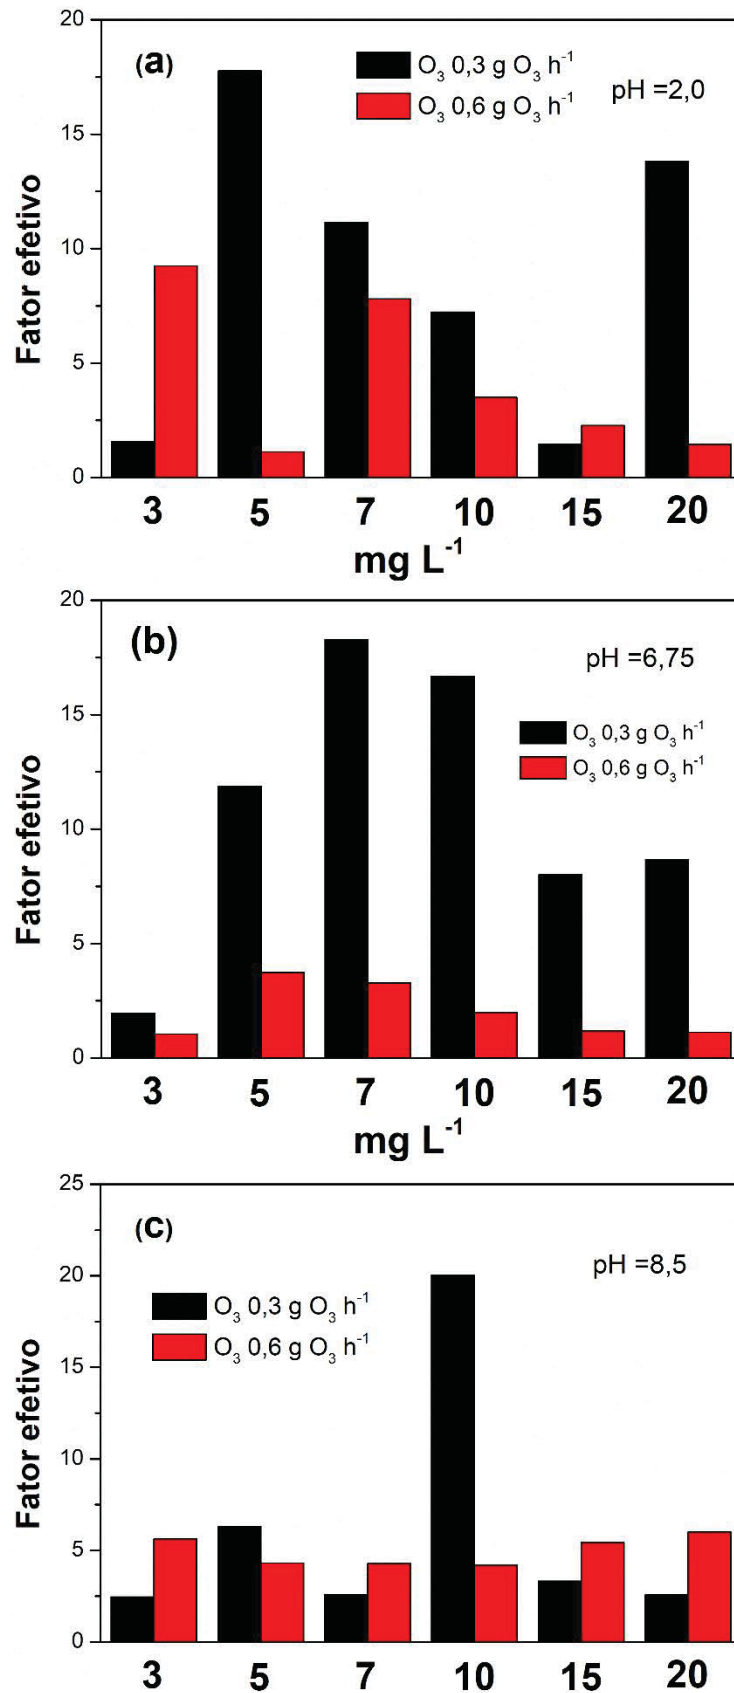 (a)
O₃ 0,3 g O₃ h⁻¹
O₃ 0,6 g O₃ h⁻¹
pH =2,0
Fator efetivo
20
15
10
5
0
3 5 7 10 15 20
mg L⁻¹
(b)
pH =6,75
O₃ 0,3 g O₃ h⁻¹
O₃ 0,6 g O₃ h⁻¹
Fator efetivo
20
15
10
5
0
3 5 7 10 15 20
mg L⁻¹
(c)
pH =8,5
O₃ 0,3 g O₃ h⁻¹
O₃ 0,6 g O₃ h⁻¹
Fator efetivo
25
20
15
10
5
0
3 5 7 10 15 20